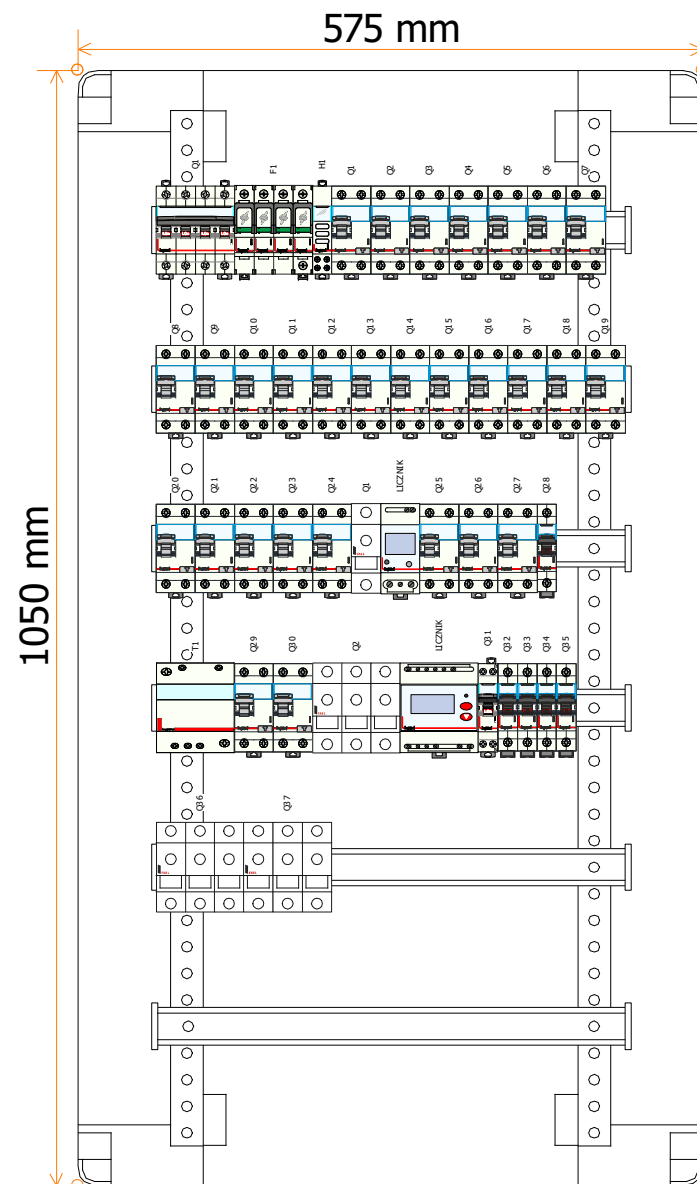 575 mm
1050 mm
Q1 F1 H1 Q1 Q2 Q3 Q4 Q5 Q6 Q7
Q8 Q9 Q10 Q11 Q12 Q13 Q14 Q15 Q16 Q17 Q18 Q19
Q20 Q21 Q22 Q23 Q24 Q1 LICZNIK Q25 Q26 Q27 Q28
T1 Q29 Q30 Q2 LICZNIK Q31 Q32 Q33 Q34 Q35
Q36 Q37